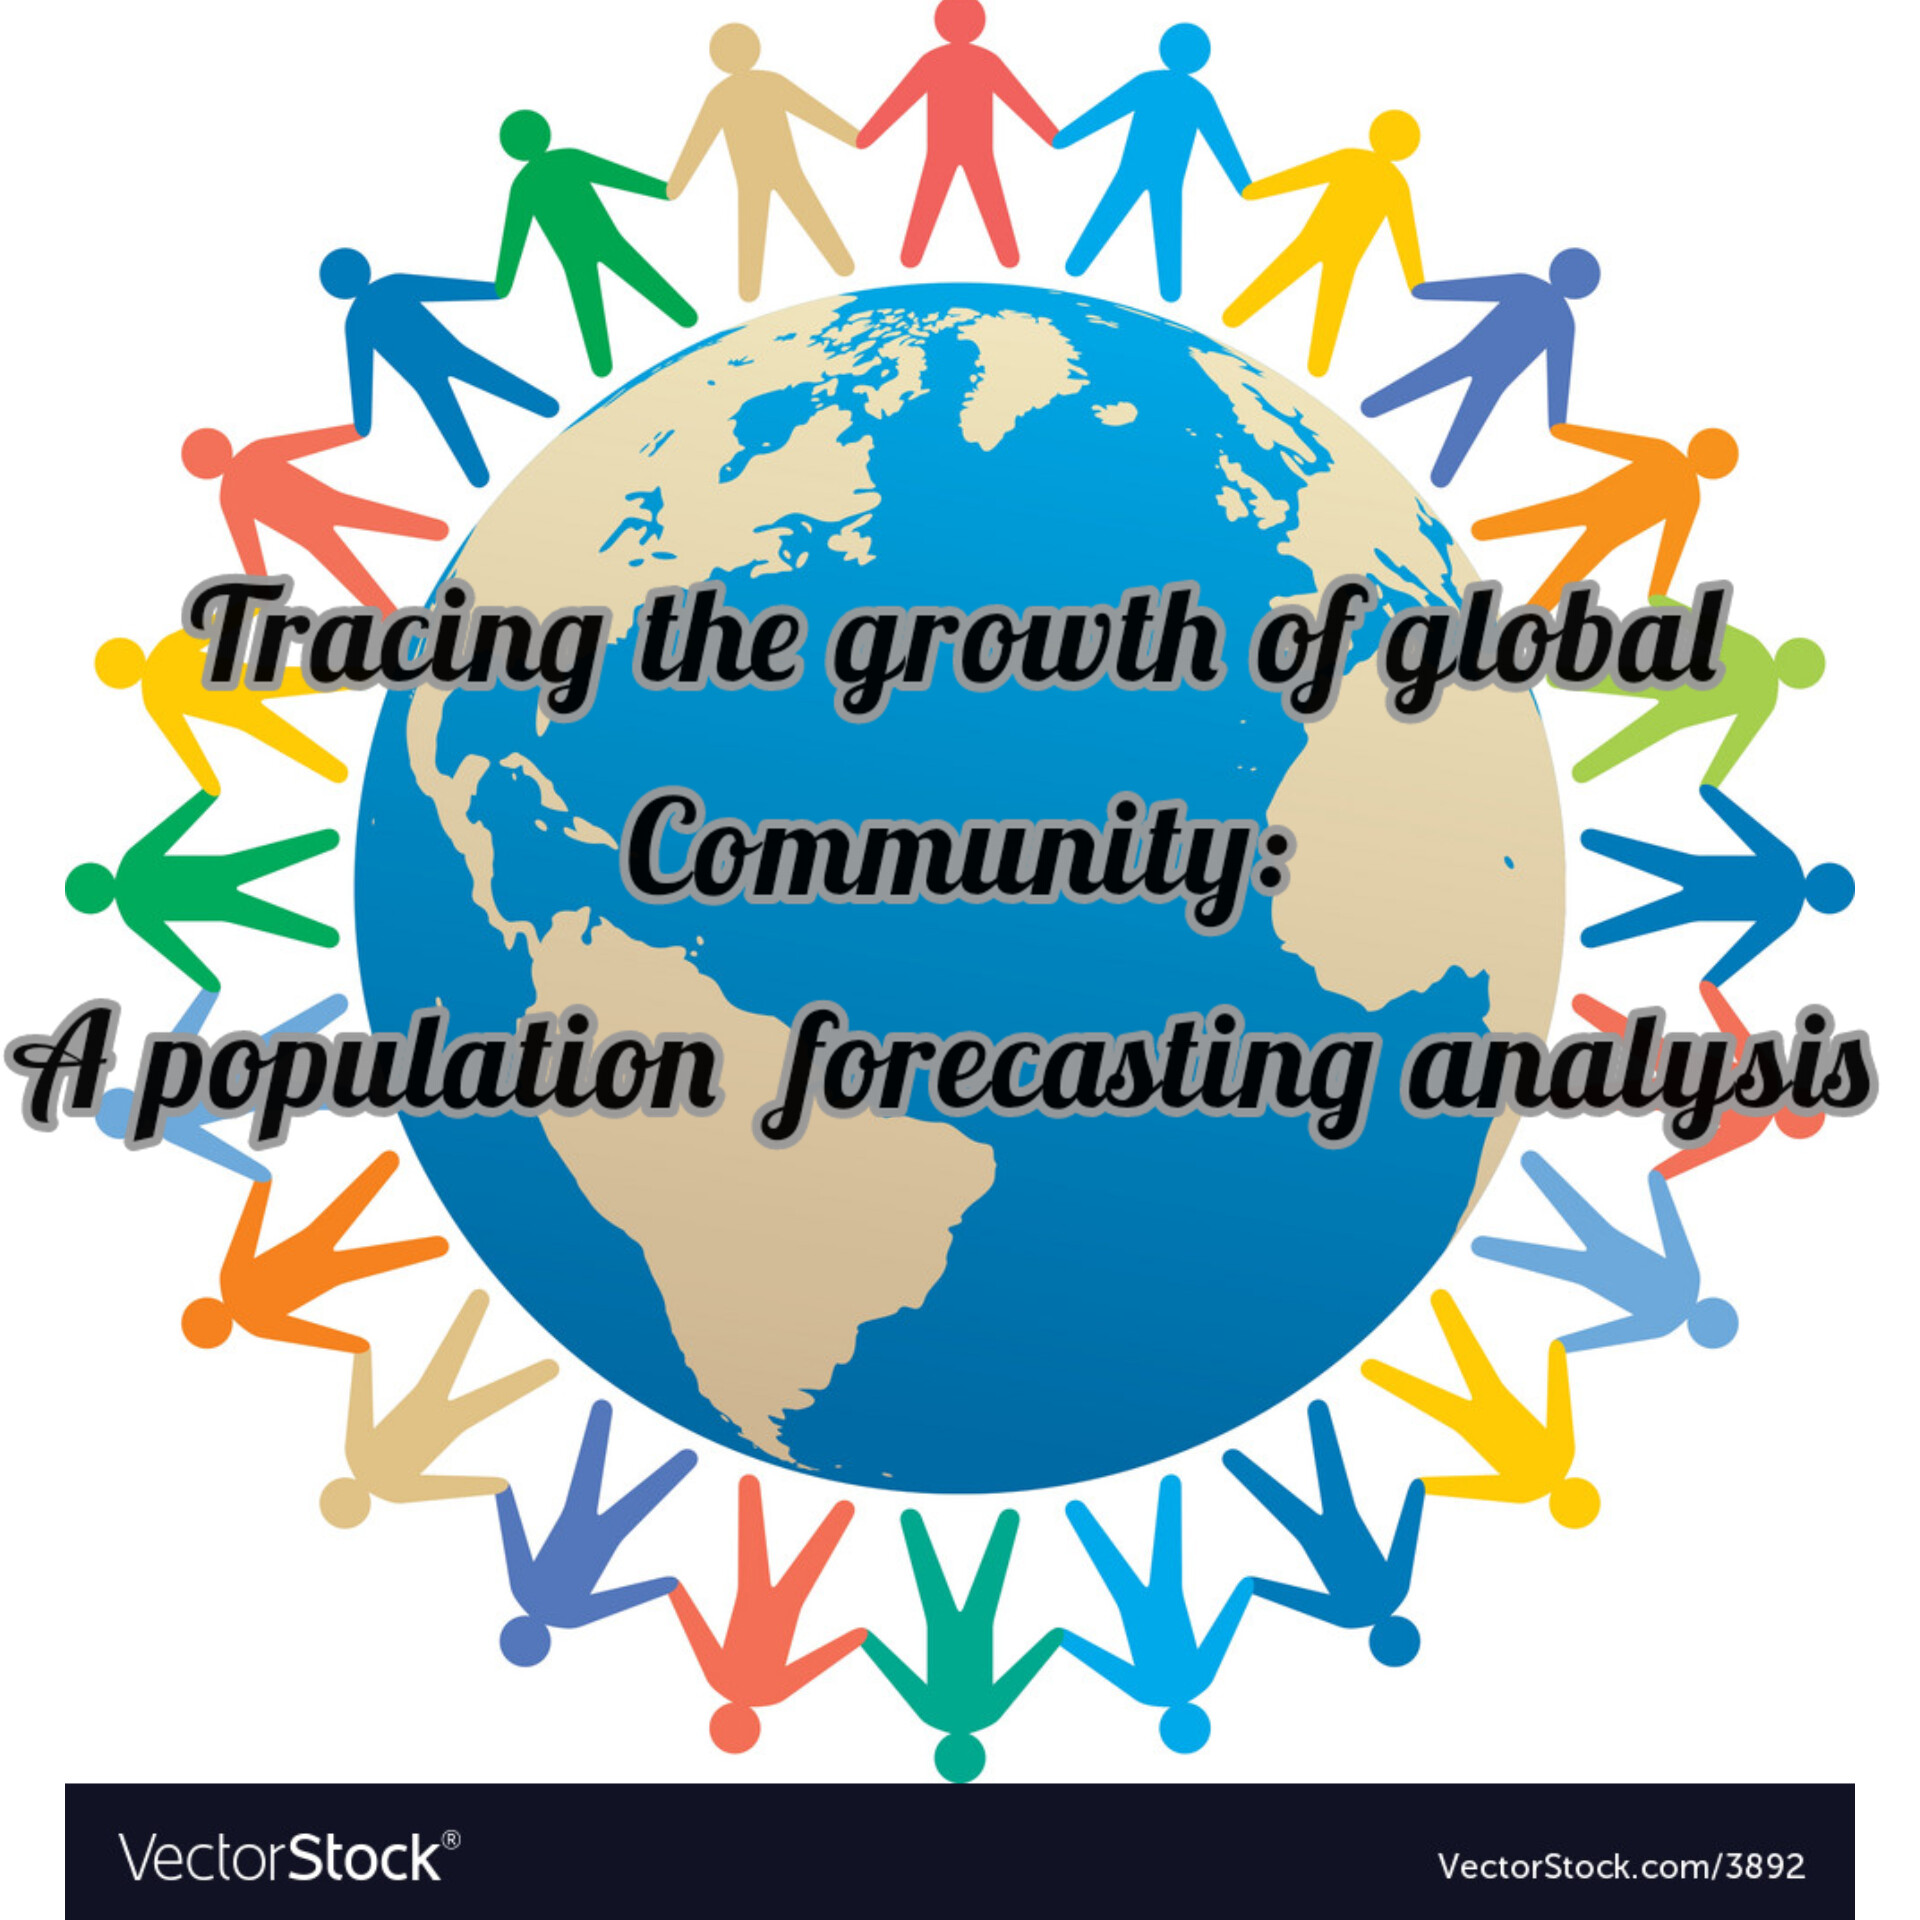 Tracing the growth of global
Community:
A population forecasting analysis
VectorStock®
VectorStock.com/3892